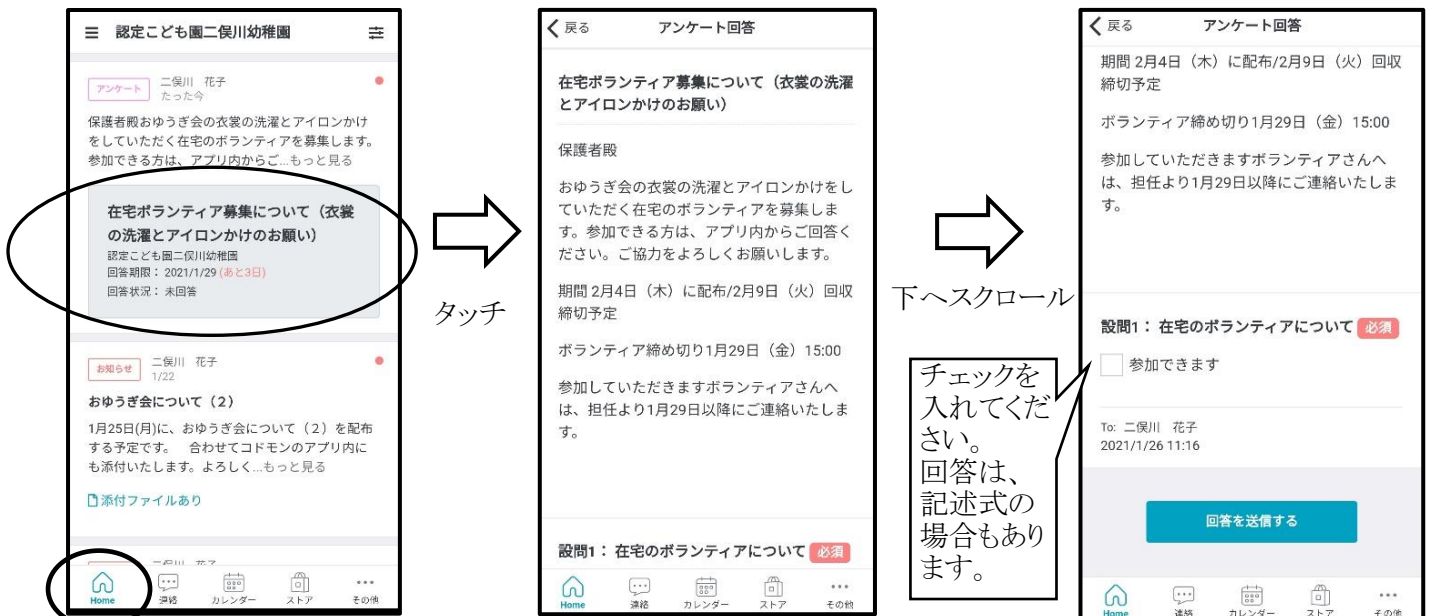 認定こども園二俣川幼稚園
アンケート
二俣川 花子
たった今
保護者殿おゆうぎ会の衣裳の洗濯とアイロンかけ
をしていただく在宅のボランティアを募集します。
参加できる方は、アプリ内からご...もっと見る
在宅ボランティア募集について（衣裳
の洗濯とアイロンかけのお願い）
認定こども園二俣川幼稚園
回答期限： 2021/1/29 (あと3日)
回答状況： 未回答
お知らせ
二俣川 花子
1/22
おゆうぎ会について（２）
1月25日(月)に、おゆうぎ会について（２）を配布
する予定です。 合わせてコドモンのアプリ内に
も添付いたします。よろしく...もっと見る
添付ファイルあり
Home
連絡
カレンダー
ストア
その他
タッチ
戻る
アンケート回答
在宅ボランティア募集について（衣裳の洗濯
とアイロンかけのお願い）
保護者殿
おゆうぎ会の衣裳の洗濯とアイロンかけをし
ていただく在宅のボランティアを募集しま
す。参加できる方は、アプリ内からご回答く
ださい。ご協力をよろしくお願いします。
期間 2月4日（木）に配布/2月9日（火）回収
締切予定
ボランティア締め切り1月29日（金）15:00
参加していただきますボランティアさんへ
は、担任より1月29日以降にご連絡いたしま
す。
設問1： 在宅のボランティアについて 必須
Home
連絡
カレンダー
ストア
その他
下へスクロール
チェックを
入れてくだ
さい。
回答は、
記述式の
場合もあり
ます。
戻る
アンケート回答
期間 2月4日（木）に配布/2月9日（火）回収
締切予定
ボランティア締め切り1月29日（金）15:00
参加していただきますボランティアさんへ
は、担任より1月29日以降にご連絡いたしま
す。
設問1： 在宅のボランティアについて 必須
参加できます
To: 二俣川 花子
2021/1/26 11:16
回答を送信する
Home
連絡
カレンダー
ストア
その他